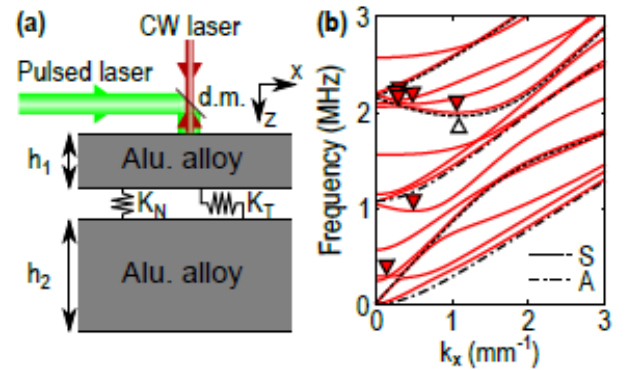 (a)
CW laser
Pulsed laser
d.m.
x
z
h1
Alu. alloy
KN
KT
h2
Alu. alloy
(b)
Frequency (MHz)
3
2
1
0
0
1
2
3
kx (mm-1)
S
A